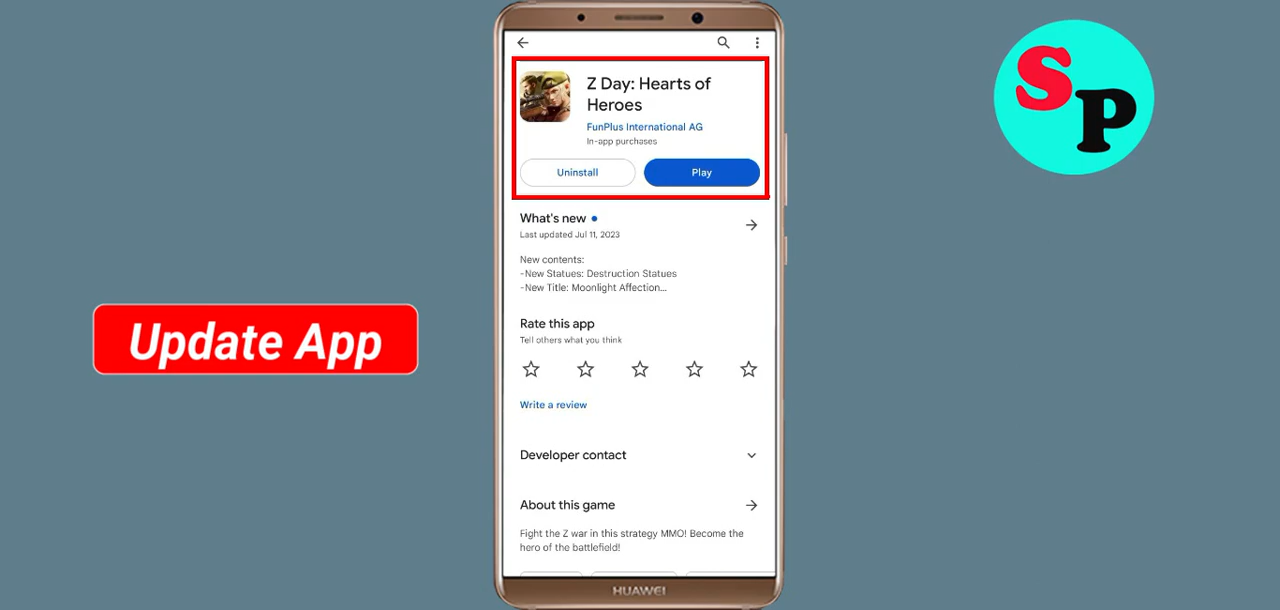 SP
Z Day: Hearts of
Heroes
FunPlus International AG
In-app purchases
Uninstall
Play
What's new
Last updated Jul 11, 2023
New contents:
-New Statues: Destruction Statues
-New Title: Moonlight Affection...
Update App
Rate this app
Tell others what you think
Write a review
Developer contact
About this game
Fight the Z war in this strategy MMO! Become the
hero of the battlefield!
HUAWEI